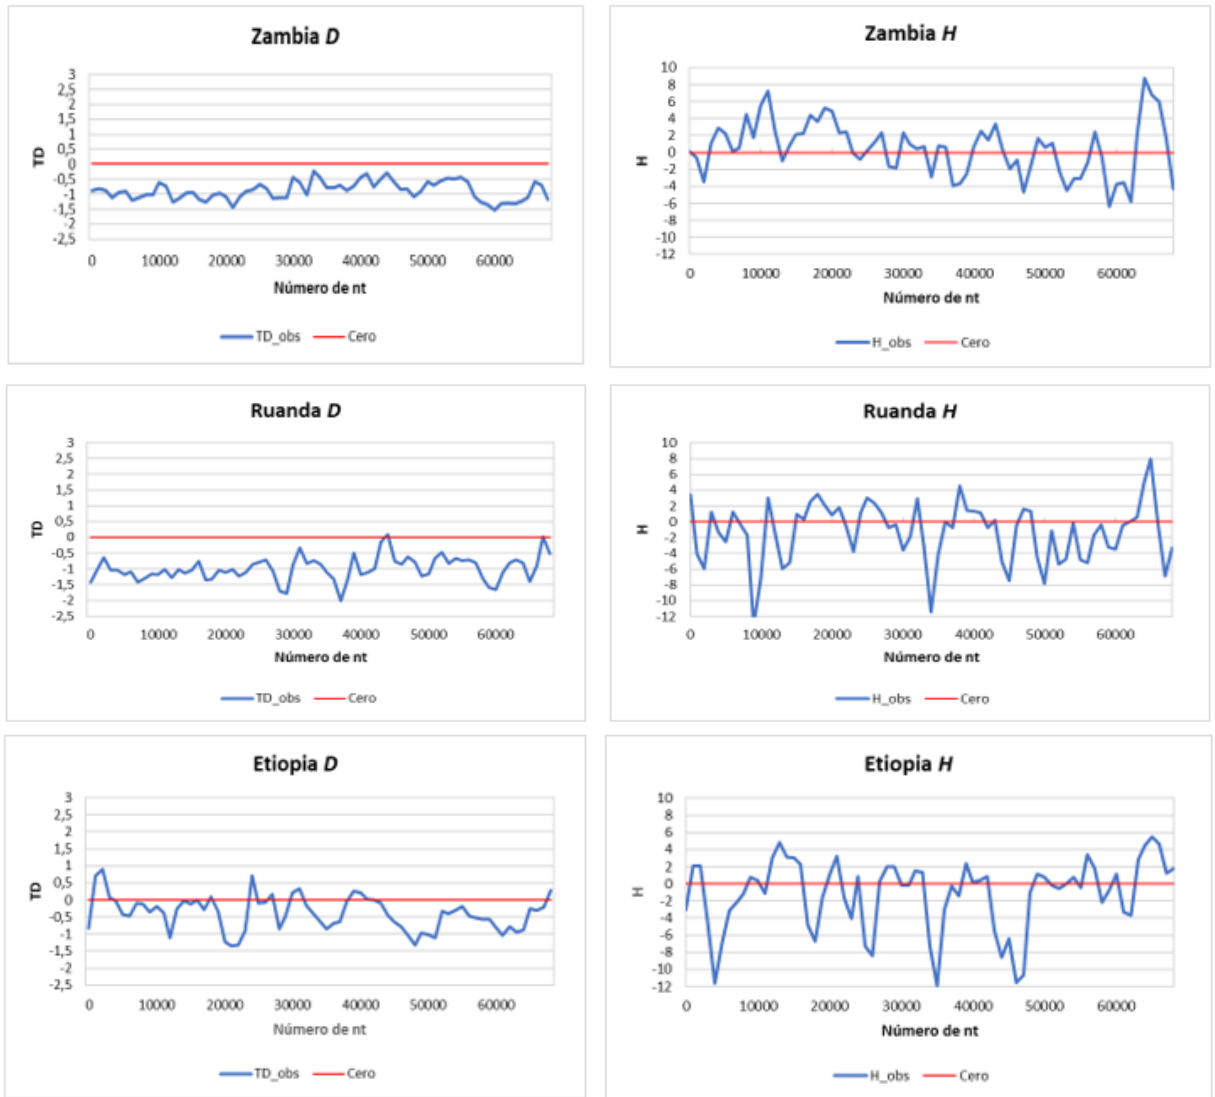 Zambia D
3
2,5
2
1,5
1
0,5
0
-0,5
-1
-1,5
-2
-2,5
TD
0 10000 20000 30000 40000 50000 60000
Número de nt
TD_obs Cero
Zambia H
10
8
6
4
2
0
-2
-4
-6
-8
-10
-12
H
0 10000 20000 30000 40000 50000 60000
Número de nt
H_obs Cero
Ruanda D
3
2,5
2
1,5
1
0,5
0
-0,5
-1
-1,5
-2
-2,5
TD
0 10000 20000 30000 40000 50000 60000
Número de nt
TD_obs Cero
Ruanda H
10
8
6
4
2
0
-2
-4
-6
-8
-10
-12
H
0 10000 20000 30000 40000 50000 60000
Número de nt
H_obs Cero
Etiopia D
3
2,5
2
1,5
1
0,5
0
-0,5
-1
-1,5
-2
-2,5
TD
0 10000 20000 30000 40000 50000 60000
Número de nt
TD_obs Cero
Etiopia H
10
8
6
4
2
0
-2
-4
-6
-8
-10
-12
H
0 10000 20000 30000 40000 50000 60000
Número de nt
H_obs Cero